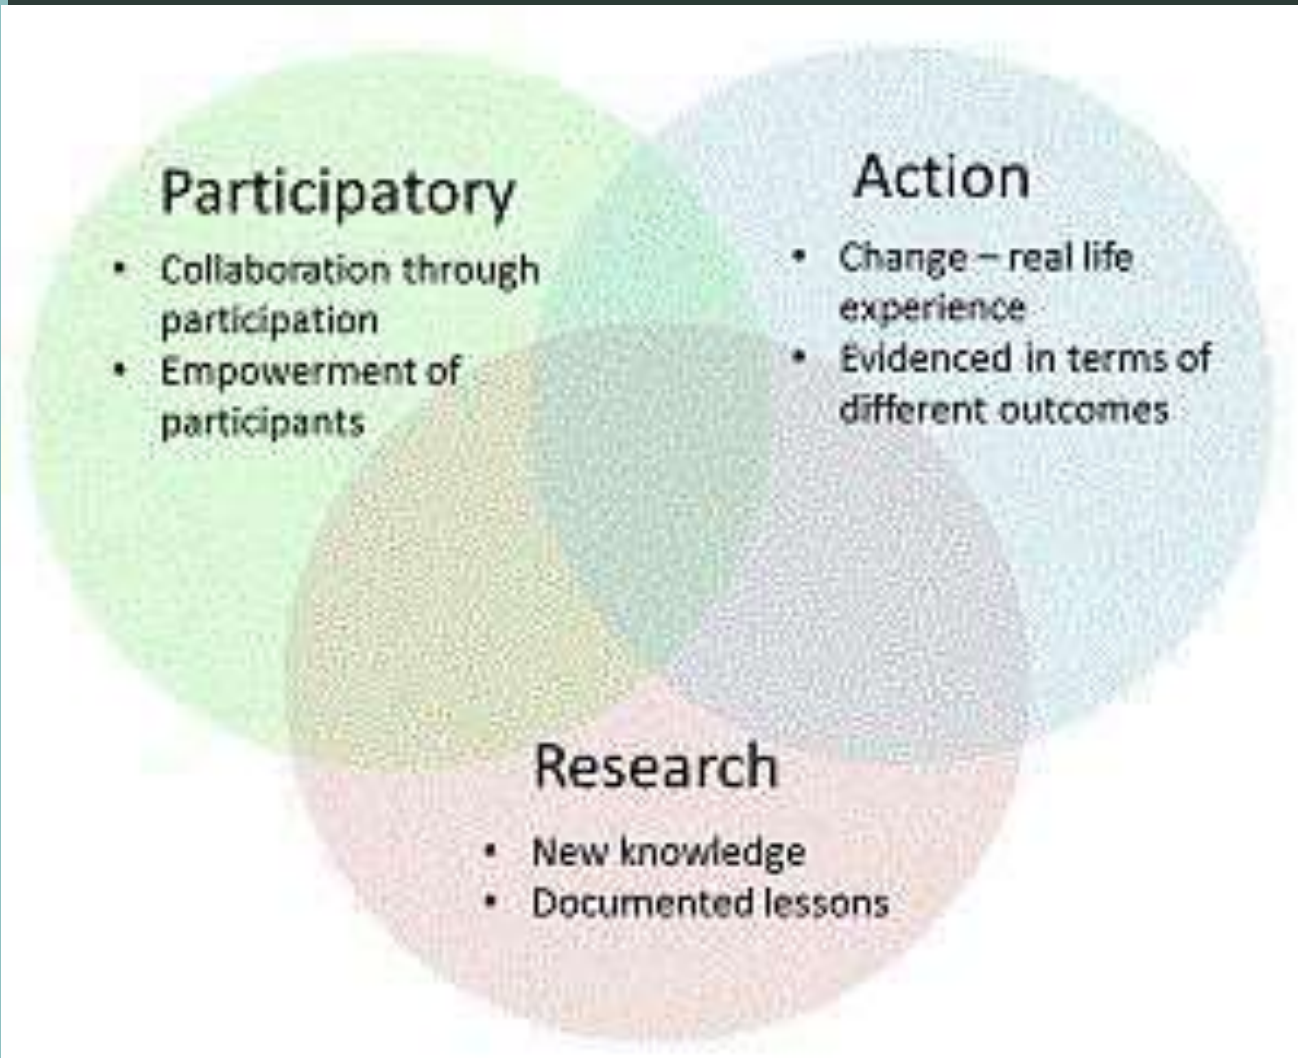 Participatory
• Collaboration through
participation
• Empowerment of
participants
Action
• Change – real life
experience
• Evidenced in terms of
different outcomes
Research
• New knowledge
• Documented lessons